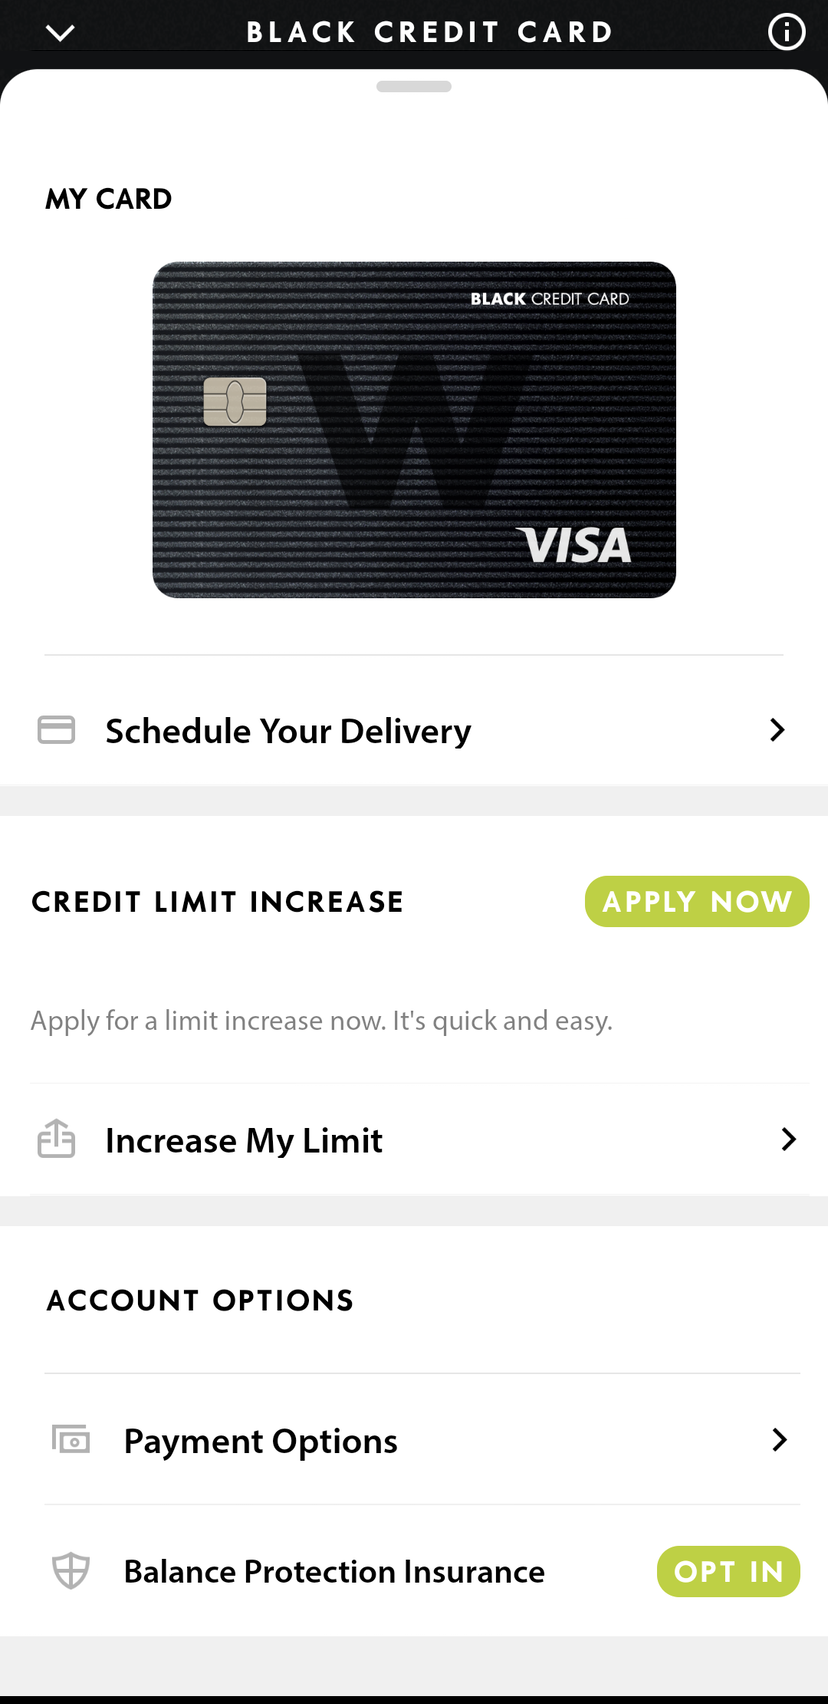 BLACK CREDIT CARD
MY CARD
BLACK CREDIT CARD
W
VISA
Schedule Your Delivery
CREDIT LIMIT INCREASE
APPLY NOW
Apply for a limit increase now. It's quick and easy.
Increase My Limit
ACCOUNT OPTIONS
Payment Options
Balance Protection Insurance
OPT IN